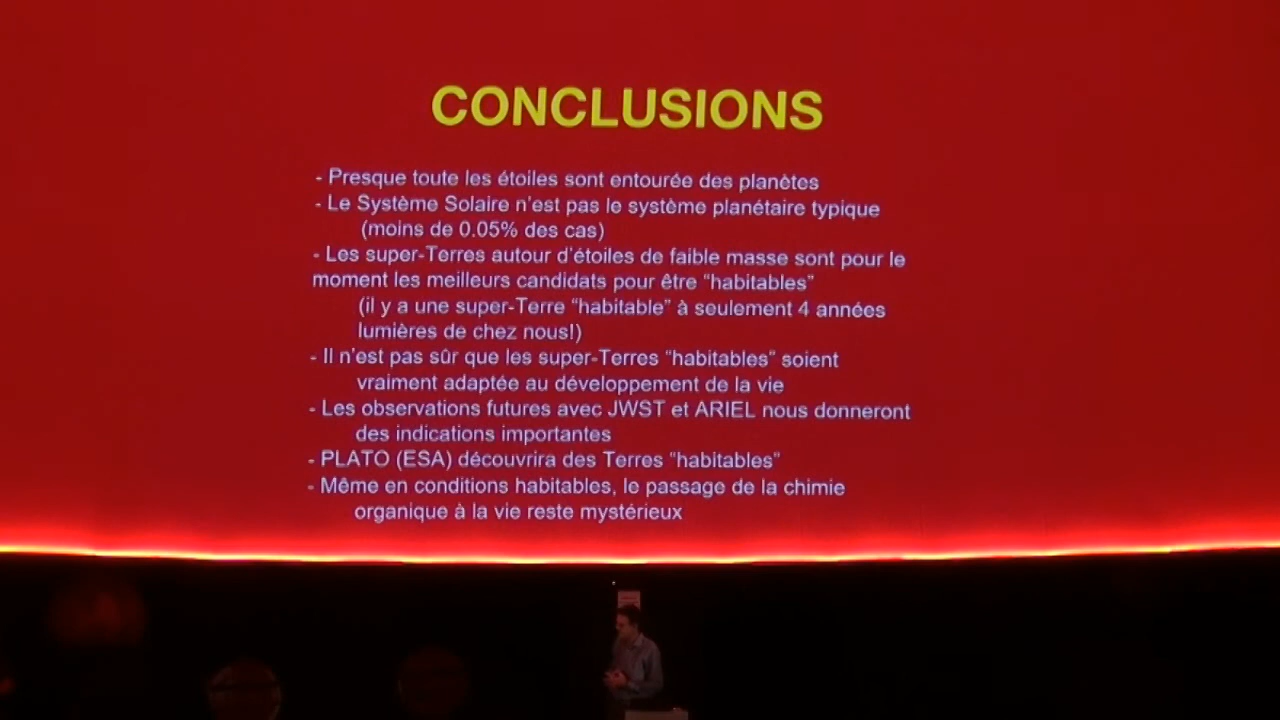 CONCLUSIONS
- Presque toute les étoiles sont entourée des planètes
- Le Système Solaire n'est pas le système planétaire typique
(moins de 0.05% des cas)
- Les super-Terres autour d'étoiles de faible masse sont pour le
moment les meilleurs candidats pour être "habitables"
(il y a une super-Terre "habitable" à seulement 4 années
lumières de chez nous!)
- Il n'est pas sûr que les super-Terres "habitables" soient
vraiment adaptée au développement de la vie
- Les observations futures avec JWST et ARIEL nous donneront
des indications importantes
- PLATO (ESA) découvrira des Terres "habitables"
- Même en conditions habitables, le passage de la chimie
organique à la vie reste mystérieux